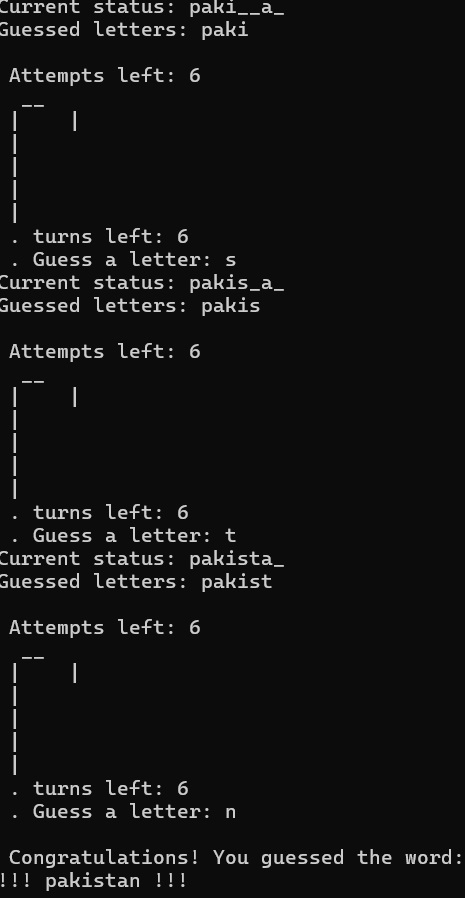 Current status: paki__a_
Guessed letters: paki

 Attempts left: 6
  __
 |    |
 |
 |
 |
 |
 . turns left: 6
 . Guess a letter: s
Current status: pakis_a_
Guessed letters: pakis

 Attempts left: 6
  __
 |    |
 |
 |
 |
 |
 . turns left: 6
 . Guess a letter: t
Current status: pakista_
Guessed letters: pakist

 Attempts left: 6
  __
 |    |
 |
 |
 |
 |
 . turns left: 6
 . Guess a letter: n

 Congratulations! You guessed the word:
!!! pakistan !!!